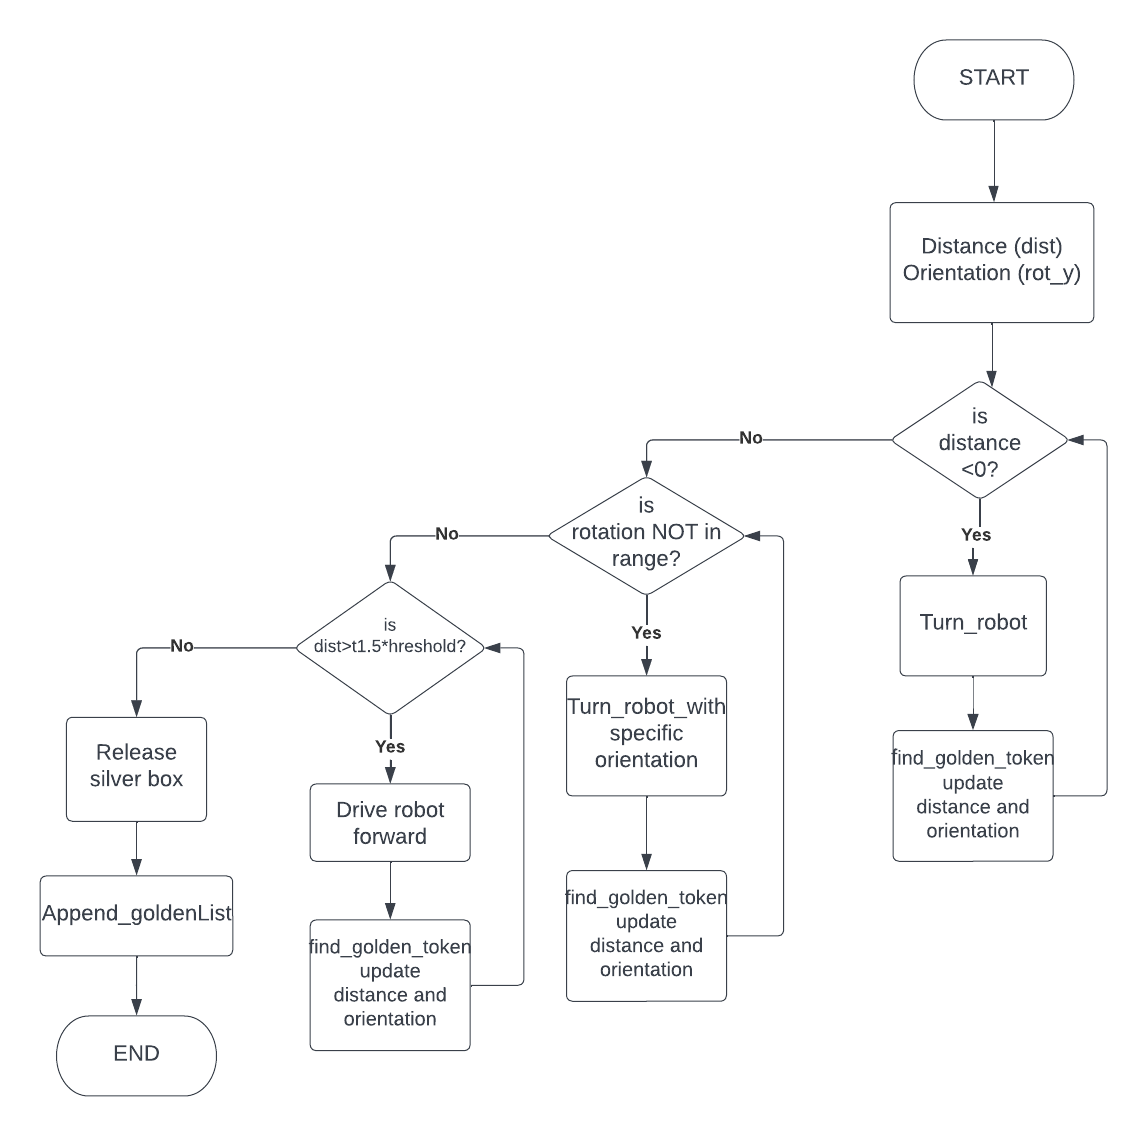 START
Distance (dist)
Orientation (rot_y)
is
distance
<0?
No
Yes
Turn_robot
find_golden_token
update
distance and
orientation
is
rotation NOT in
range?
No
Yes
Turn_robot_with
specific
orientation
find_golden_token
update
distance and
orientation
is
dist>t1.5*hreshold?
No
Yes
Drive robot
forward
find_golden_token
update
distance and
orientation
Release
silver box
Append_goldenList
END